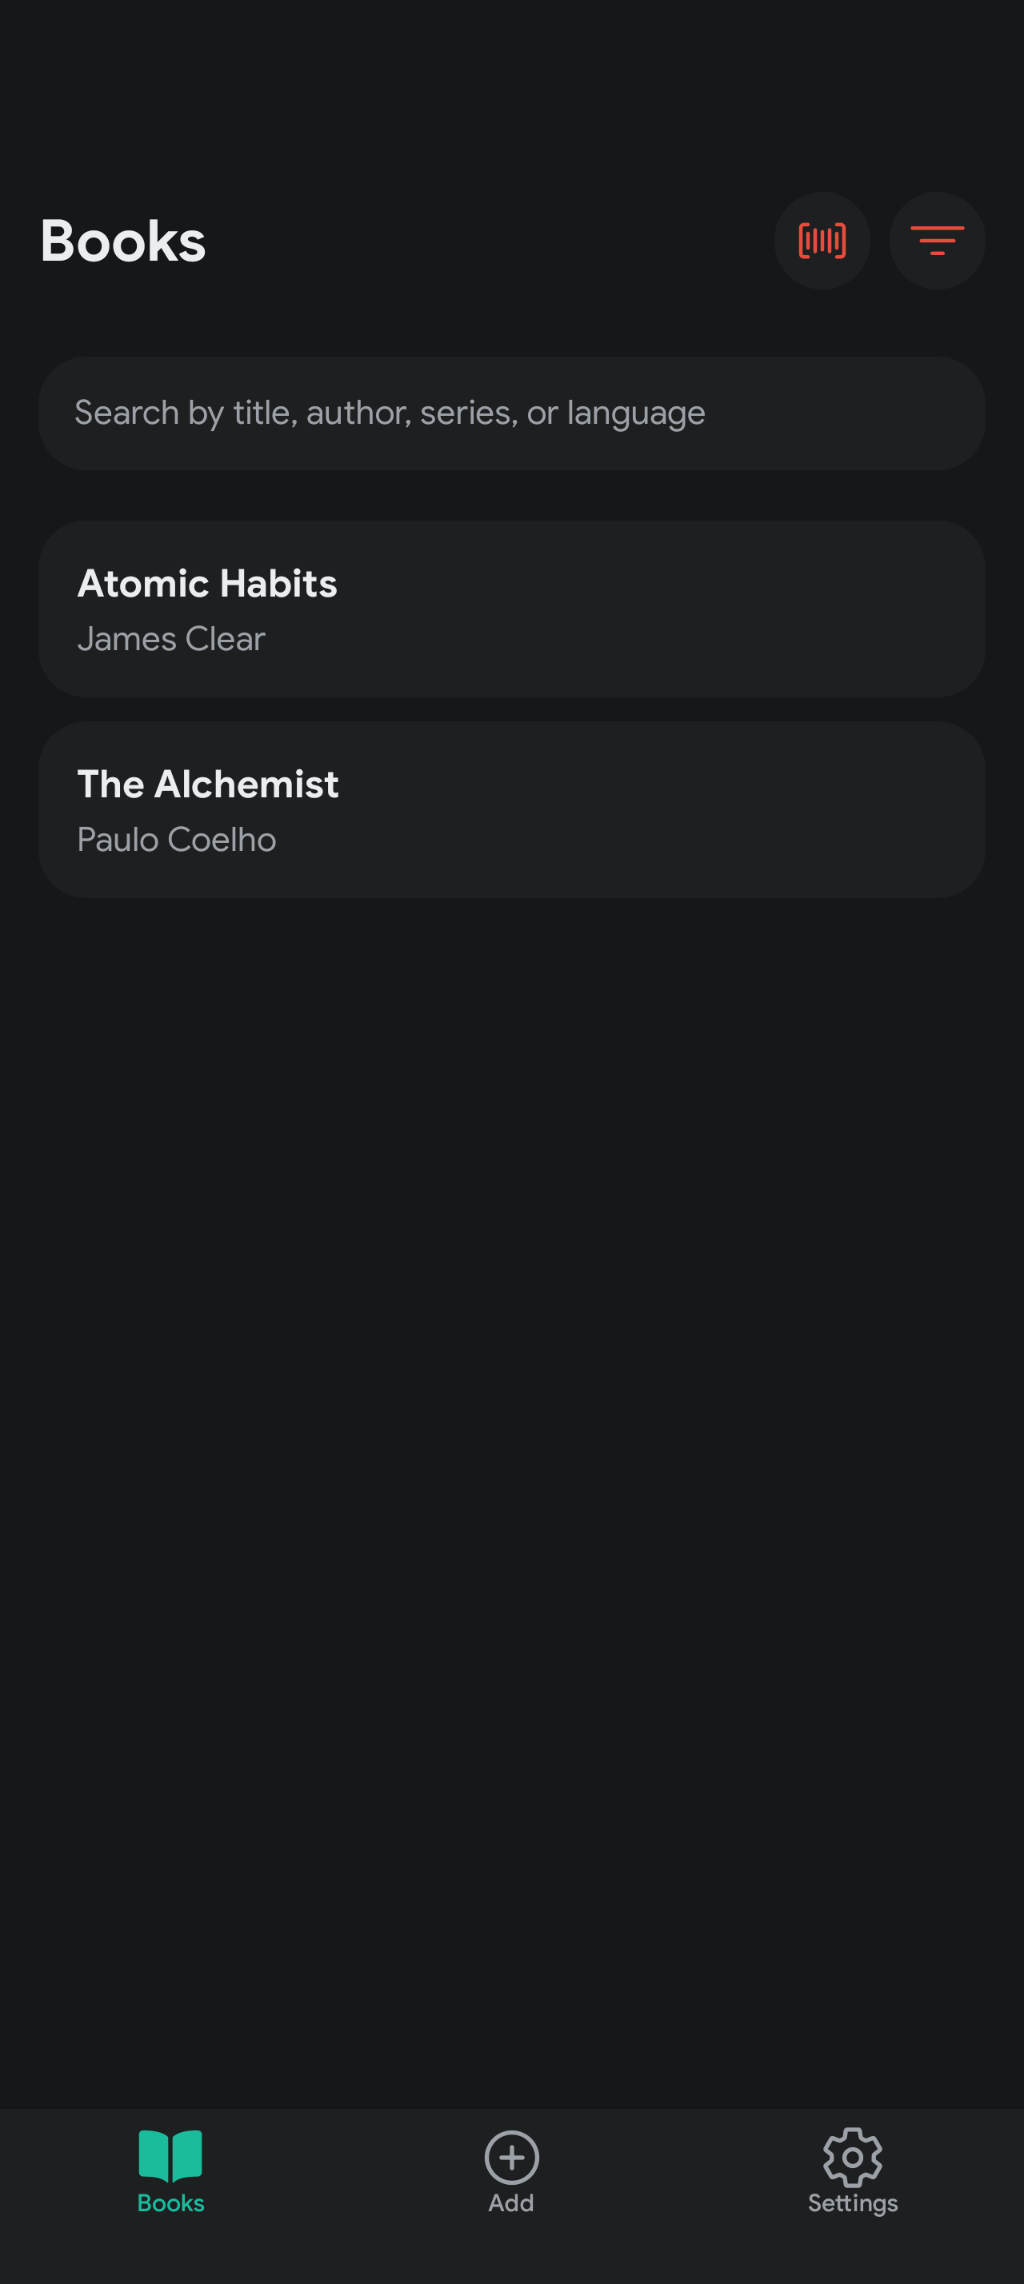 Books
Search by title, author, series, or language
Atomic Habits
James Clear
The Alchemist
Paulo Coelho
Books
Add
Settings